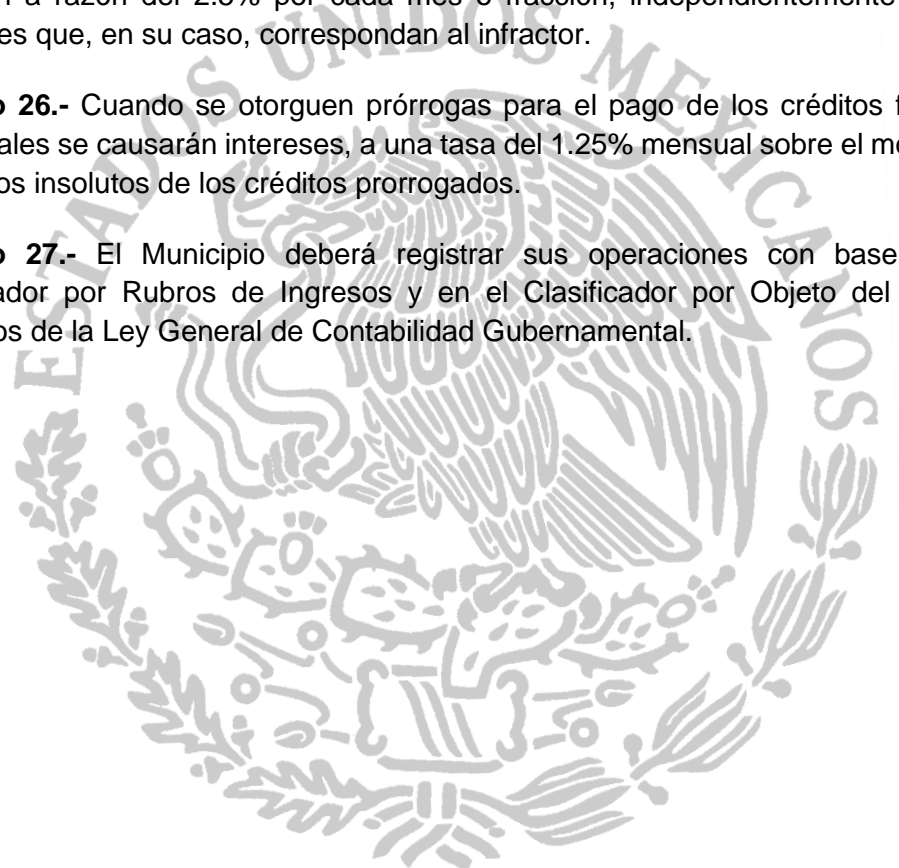 a razón del 2.5% por cada mes o fracción, independientemente
es que, en su caso, correspondan al infractor.
o 26.- Cuando se otorguen prórrogas para el pago de los créditos f
ales se causarán intereses, a una tasa del 1.25% mensual sobre el m
os insolutos de los créditos prorrogados.
o 27.- El Municipio deberá registrar sus operaciones con base
ador por Rubros de Ingresos y en el Clasificador por Objeto del
os de la Ley General de Contabilidad Gubernamental.
ESTADOS UNIDOS MEXICANOS